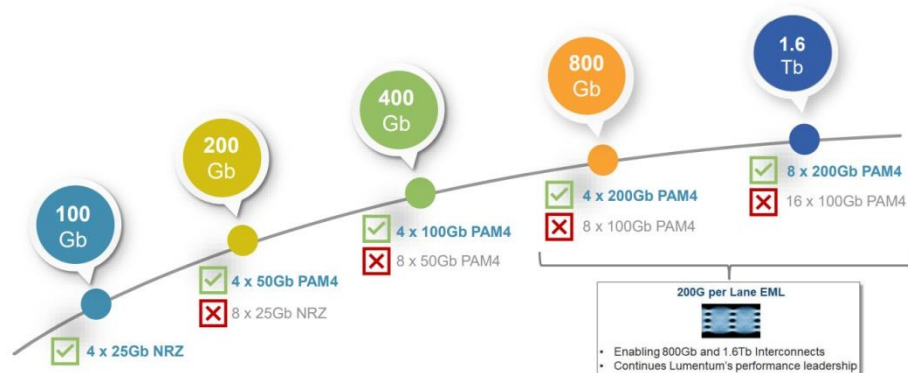 100
Gb
4 x 25Gb NRZ
200
Gb
4 x 50Gb PAM4
8 x 25Gb NRZ
400
Gb
4 x 100Gb PAM4
8 x 50Gb PAM4
800
Gb
4 x 200Gb PAM4
8 x 100Gb PAM4
1.6
Tb
8 x 200Gb PAM4
16 x 100Gb PAM4
200G per Lane EML
• Enabling 800Gb and 1.6Tb Interconnects
• Continues Lumentum's performance leadership